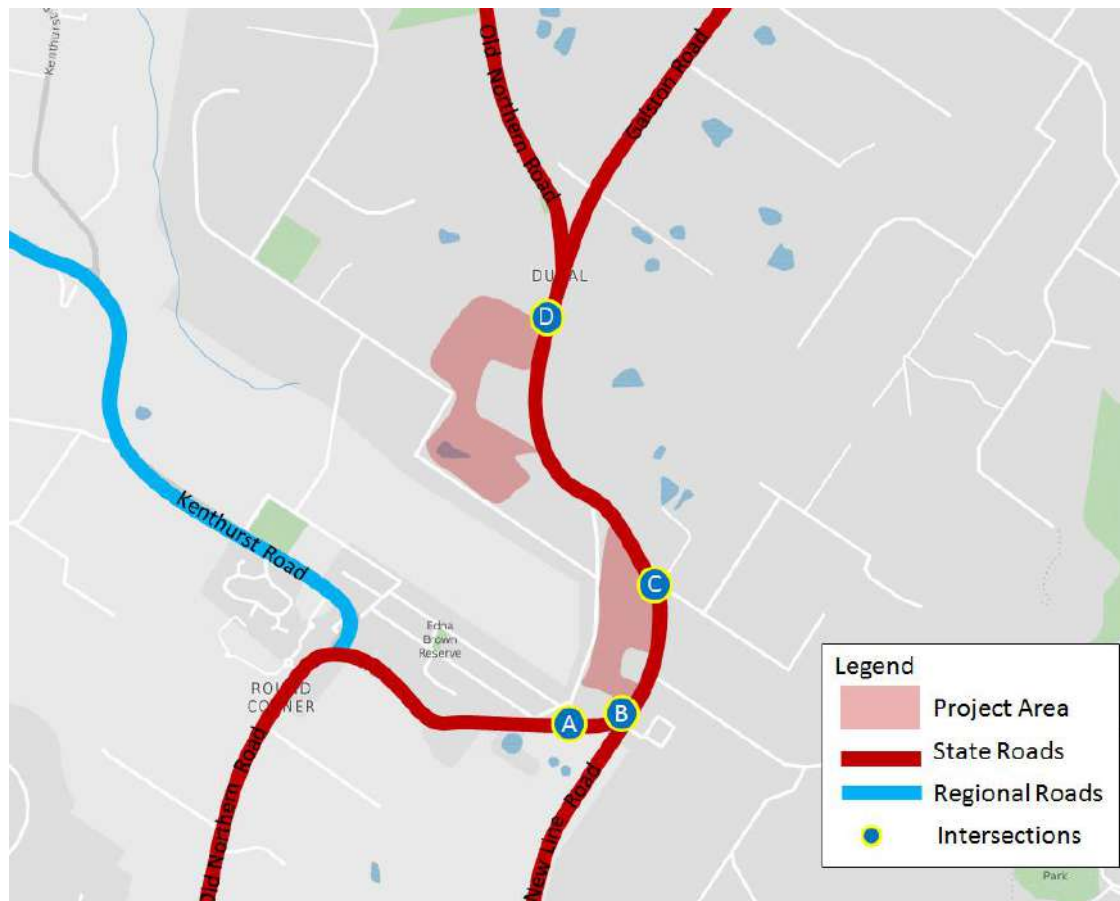 Kenthurst
Old Northern Road
Galston Road
DURAL
D
Kenthurst Road
C
Edna
Brown
Reserve
ROUND
CORNER
A
B
Old Northern Road
New Line Road
Legend
Project Area
State Roads
Regional Roads
Intersections
Park